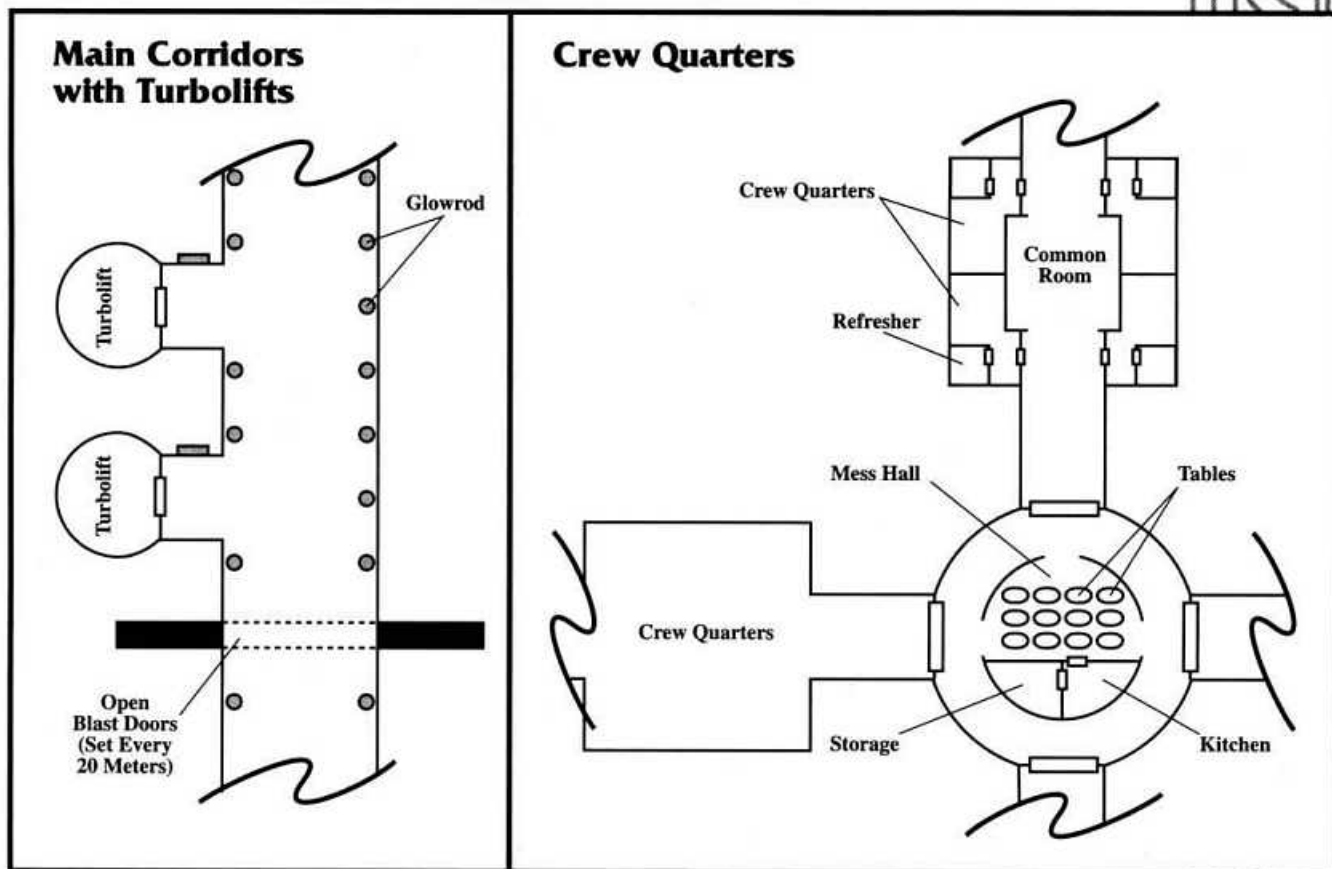 Main Corridors
with Turbolifts
Glowrod
Turbolift
Turbolift
Open
Blast Doors
(Set Every
20 Meters)
Crew Quarters
Crew Quarters
Common
Room
Refresher
Mess Hall
Tables
Crew Quarters
Storage
Kitchen